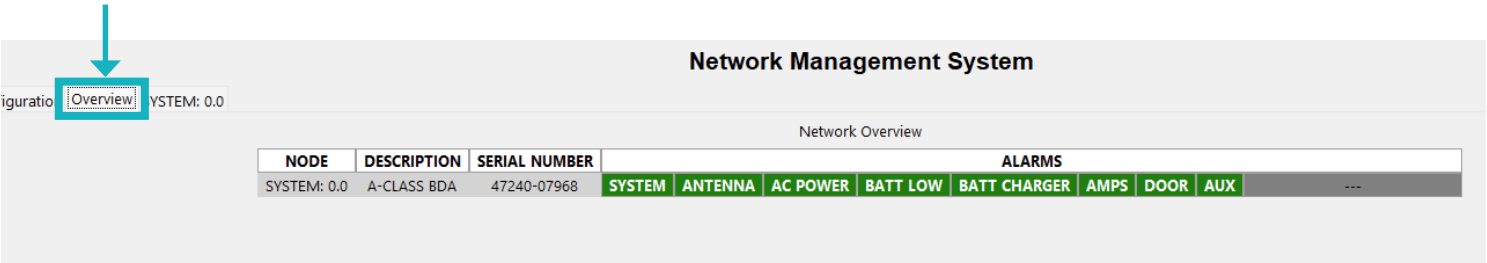 Network Management System
iguratio Overview YSTEM: 0.0
Network Overview
NODE DESCRIPTION SERIAL NUMBER ALARMS
SYSTEM: 0.0 A-CLASS BDA 47240-07968 SYSTEM ANTENNA AC POWER BATT LOW BATT CHARGER AMPS DOOR AUX ---